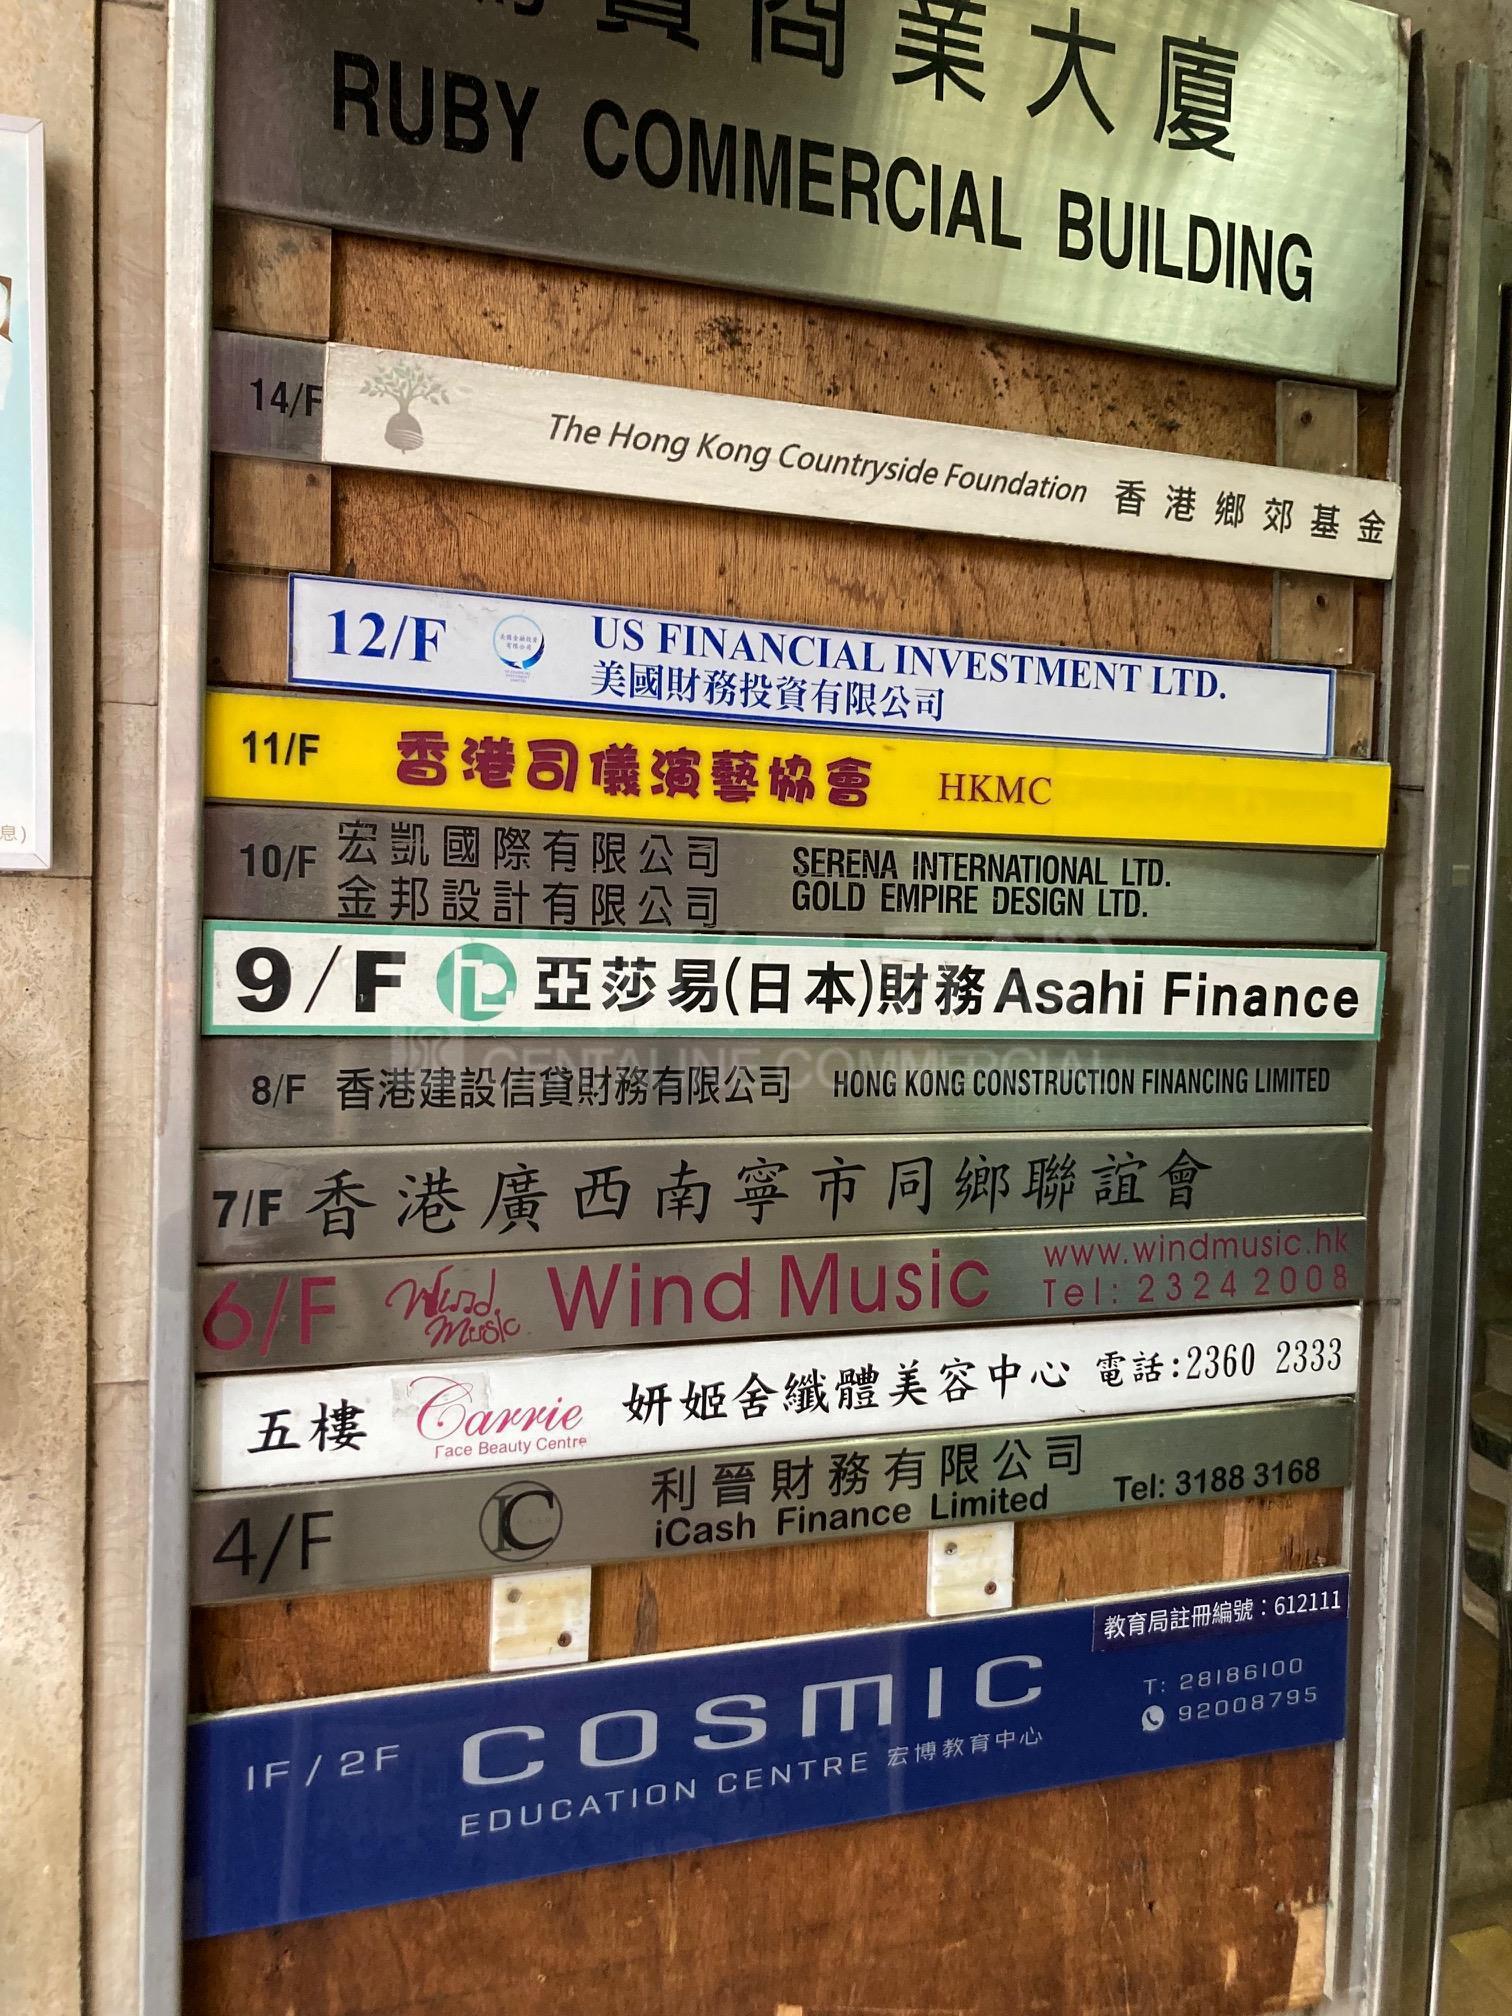 商業大廈
RUBY COMMERCIAL BUILDING
14/F The Hong Kong Countryside Foundation 香港鄉郊基金
12/F US FINANCIAL INVESTMENT LTD.
美國財務投資有限公司
11/F 香港司儀演藝協會 HKMC
10/F 宏凱國際有限公司 SERENA INTERNATIONAL LTD.
金邦設計有限公司 GOLD EMPIRE DESIGN LTD.
9/F 亞莎易(日本)財務 Asahi Finance
CENTALINE COMMERCIAL
8/F 香港建設信貸財務有限公司 HONG KONG CONSTRUCTION FINANCING LIMITED
7/F 香港廣西南寧市同鄉聯誼會
6/F Wind Music Wind Music www.windmusic.hk
Tel: 2324 2008
五樓 Carrie Face Beauty Centre 妍姬舍纖體美容中心 電話:2360 2333
4/F 利晉財務有限公司 Tel: 3188 3168
iCash Finance Limited
教育局註冊編號：612111
1F / 2F COSMIC T: 28186100
EDUCATION CENTRE 宏博教育中心 92008795
息)